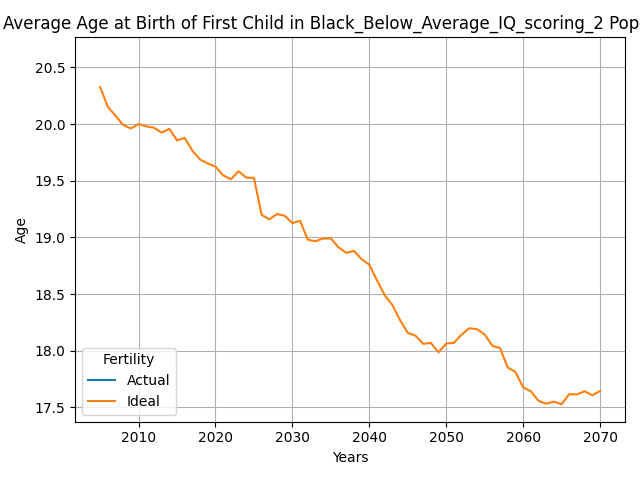 Average Age at Birth of First Child in Black_Below_Average_IQ_scoring_2 Pop
20.5
20.0
19.5
19.0
18.5
18.0
17.5
Age
Fertility
Actual
Ideal
2010 2020 2030 2040 2050 2060 2070
Years